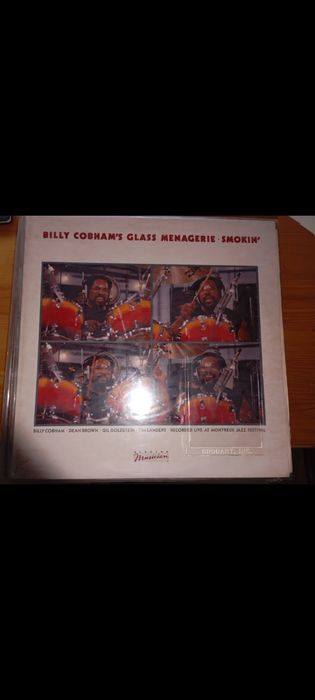 BILLY COBHAM'S GLASS MENAGERIE · SMOKIN'
BILLY COBHAM · DEAN BROWN · GIL GOLDSTEIN · TIM LANDERS · RECORDED LIVE AT MONTREUX JAZZ FESTIVAL
Musician